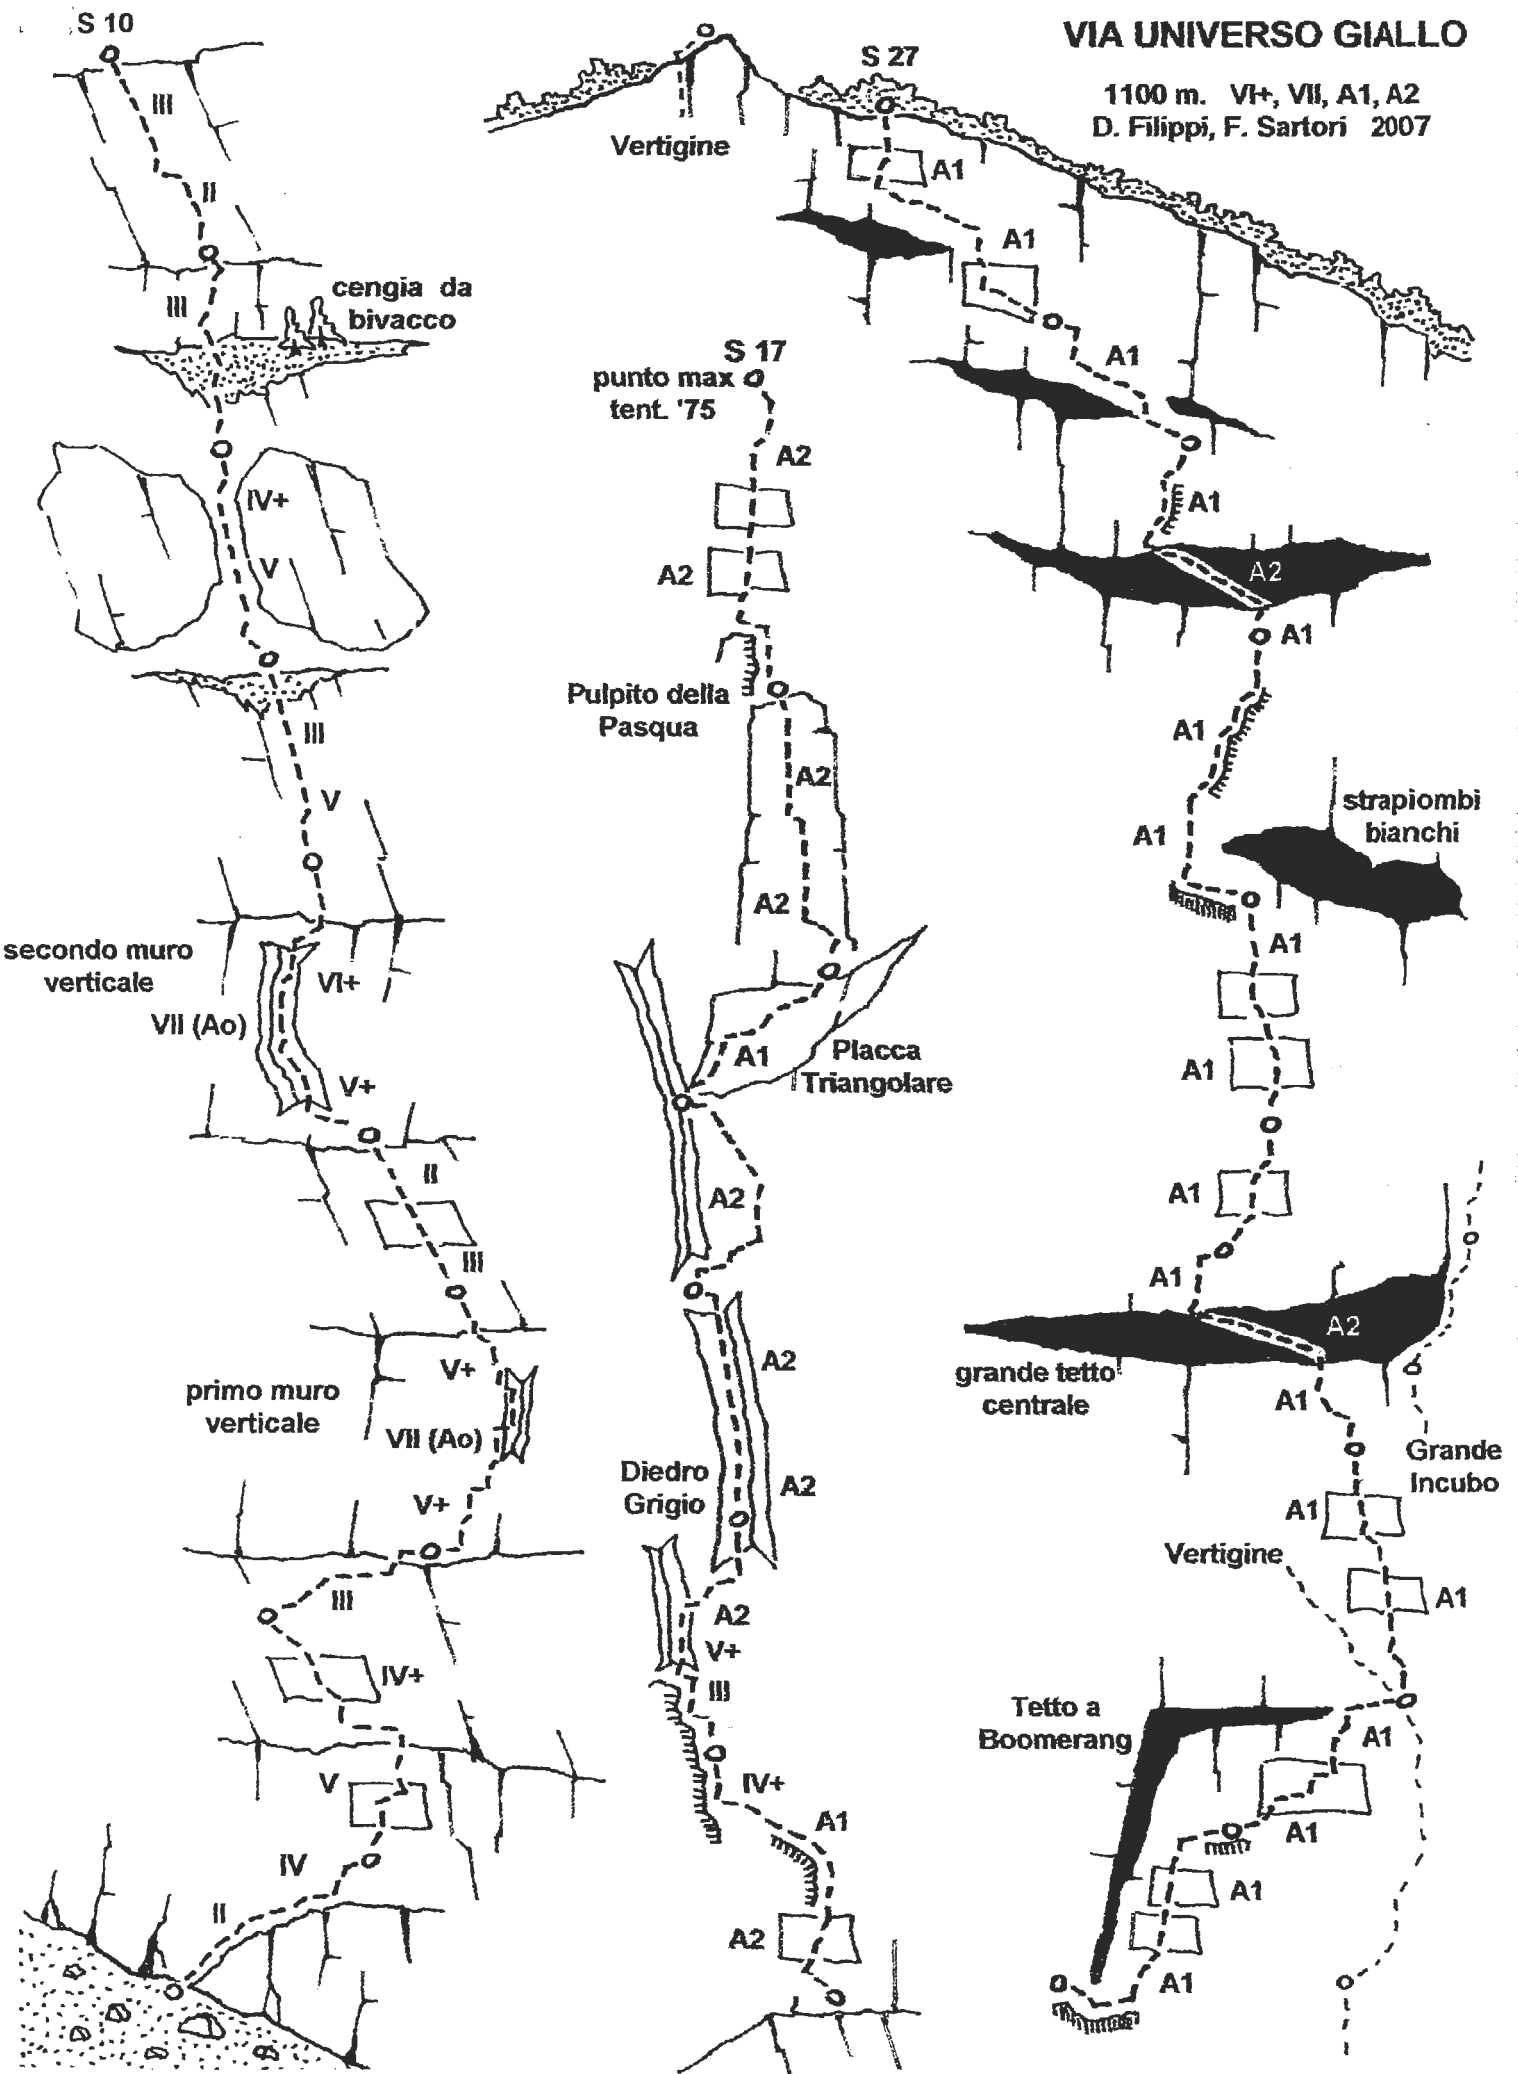 S 10
III
II
III
cengia da
bivacco
IV+
V
III
V
secondo muro
verticale
VI+
VII (Ao)
V+
II
III
V+
primo muro
verticale
VII (Ao)
V+
III
IV+
V
IV
II
Vertigine
S 17
punto max
tent. '75
A2
A2
Pulpito della
Pasqua
A2
A2
A1
Placca
Triangolare
A2
A2
Diedro
Grigio
A2
A2
V+
III
IV+
A1
A2
VIA UNIVERSO GIALLO
1100 m. VI+, VII, A1, A2
D. Filippi, F. Sartori 2007
S 27
A1
A1
A1
A1
A2
A1
A1
strapiombi
bianchi
A1
A1
A1
A1
A1
A2
grande tetto
centrale
A1
Grande
Incubo
A1
Vertigine
A1
Tetto a
Boomerang
A1
A1
A1
A1